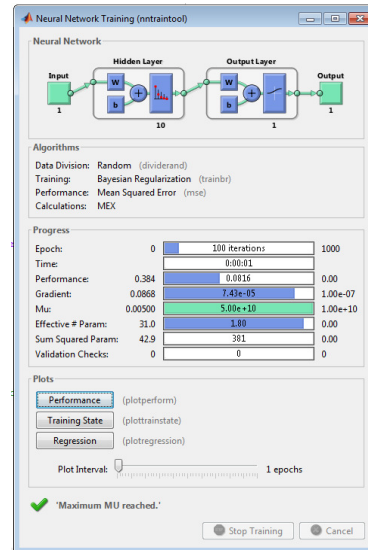 Neural Network Training (nntraintool)
Neural Network
Hidden Layer Output Layer
Input Output
W W
b b
1 10 1 1
Algorithms
Data Division: Random (dividerand)
Training: Bayesian Regularization (trainbr)
Performance: Mean Squared Error (mse)
Calculations: MEX
Progress
Epoch: 0 100 iterations 1000
Time: 0:00:01
Performance: 0.384 0.0816 0.00
Gradient: 0.0868 7.43e-05 1.00e-07
Mu: 0.00500 5.00e+10 1.00e+10
Effective # Param: 31.0 1.80 0.00
Sum Squared Param: 42.9 381 0.00
Validation Checks: 0 0 0
Plots
Performance (plotperform)
Training State (plottrainstate)
Regression (plotregression)
Plot Interval: 1 epochs
'Maximum MU reached.'
Stop Training Cancel